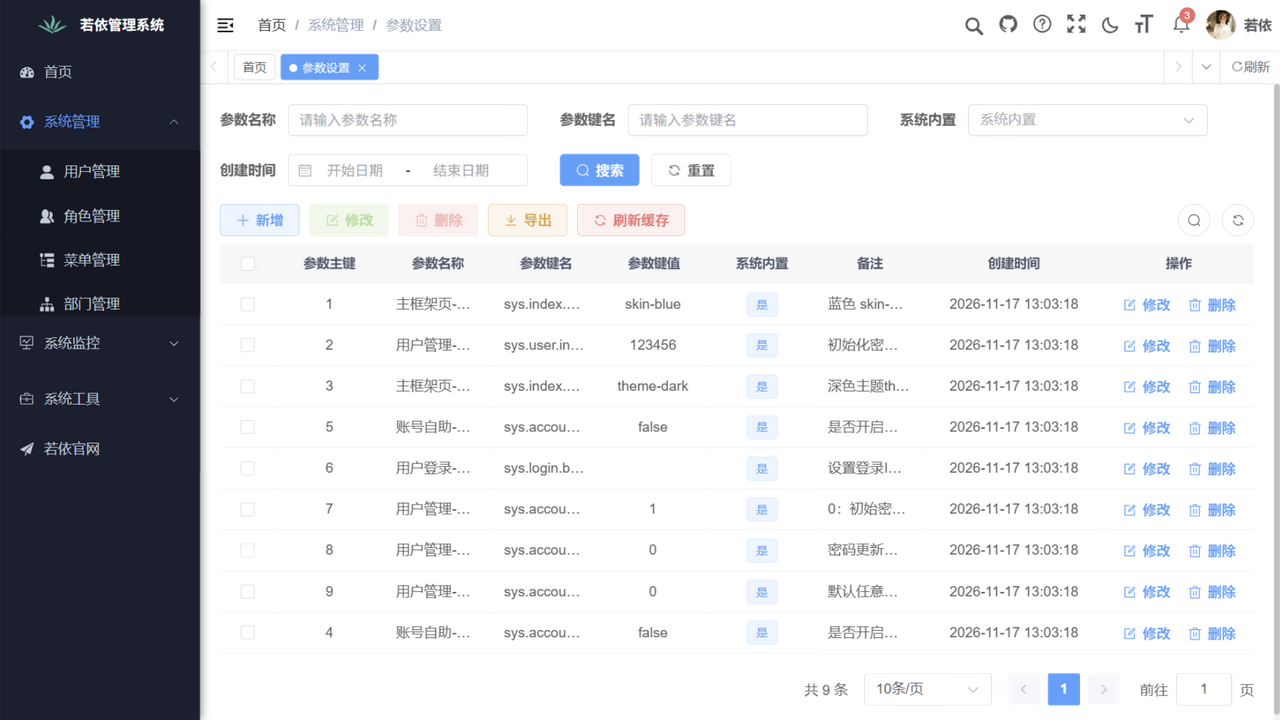 若依管理系统
首页
系统管理
用户管理
角色管理
菜单管理
部门管理
系统监控
系统工具
若依官网
首页 / 系统管理 / 参数设置
3
若依
首页
参数设置
刷新
参数名称 请输入参数名称 参数键名 请输入参数键名 系统内置 系统内置
创建时间 开始日期 - 结束日期 搜索 重置
新增 修改 删除 导出 刷新缓存
参数主键 参数名称 参数键名 参数键值 系统内置 备注 创建时间 操作
1 主框架页-... sys.index.... skin-blue 是 蓝色 skin-... 2026-11-17 13:03:18 修改 删除
2 用户管理-... sys.user.in... 123456 是 初始化密... 2026-11-17 13:03:18 修改 删除
3 主框架页-... sys.index.... theme-dark 是 深色主题th... 2026-11-17 13:03:18 修改 删除
5 账号自助-... sys.accou... false 是 是否开启... 2026-11-17 13:03:18 修改 删除
6 用户登录-... sys.login.b... 是 设置登录I... 2026-11-17 13:03:18 修改 删除
7 用户管理-... sys.accou... 1 是 0：初始密... 2026-11-17 13:03:18 修改 删除
8 用户管理-... sys.accou... 0 是 密码更新... 2026-11-17 13:03:18 修改 删除
9 用户管理-... sys.accou... 0 是 默认任意... 2026-11-17 13:03:18 修改 删除
4 账号自助-... sys.accou... false 是 是否开启... 2026-11-17 13:03:18 修改 删除
共 9 条 10条/页 1 前往 1 页